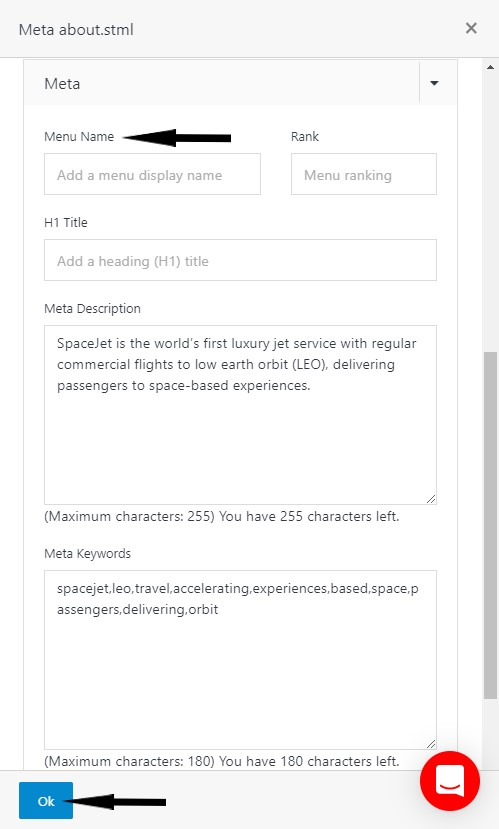 Meta about.stml ×
Meta
Menu Name Rank
Add a menu display name Menu ranking
H1 Title
Add a heading (H1) title
Meta Description
SpaceJet is the world’s first luxury jet service with regular
commercial flights to low earth orbit (LEO), delivering
passengers to space-based experiences.
(Maximum characters: 255) You have 255 characters left.
Meta Keywords
spacejet,leo,travel,accelerating,experiences,based,space,p
assengers,delivering,orbit
(Maximum characters: 180) You have 180 characters left.
Ok